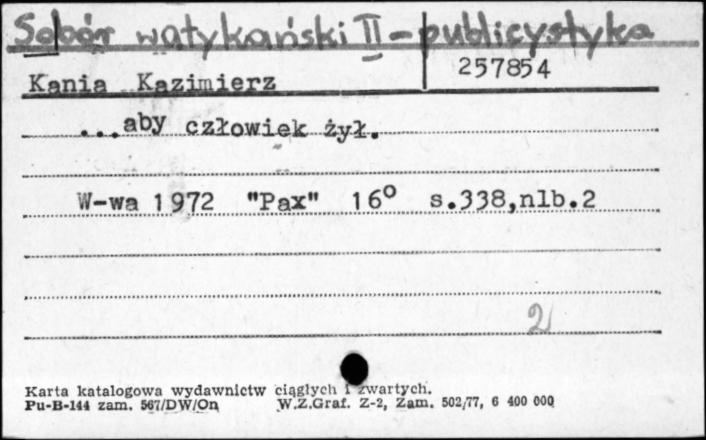 Sobór watykański II - publicystyka
Kania Kazimierz 257854
...aby człowiek żył.
W-wa 1972 "Pax" 16° s.338,nlb.2
2
Karta katalogowa wydawnictw ciągłych i zwartych.
Pu-B-144 zam. 567/DW/On W.Z.Graf. Z-2, Zam. 502/77, 6 400 000